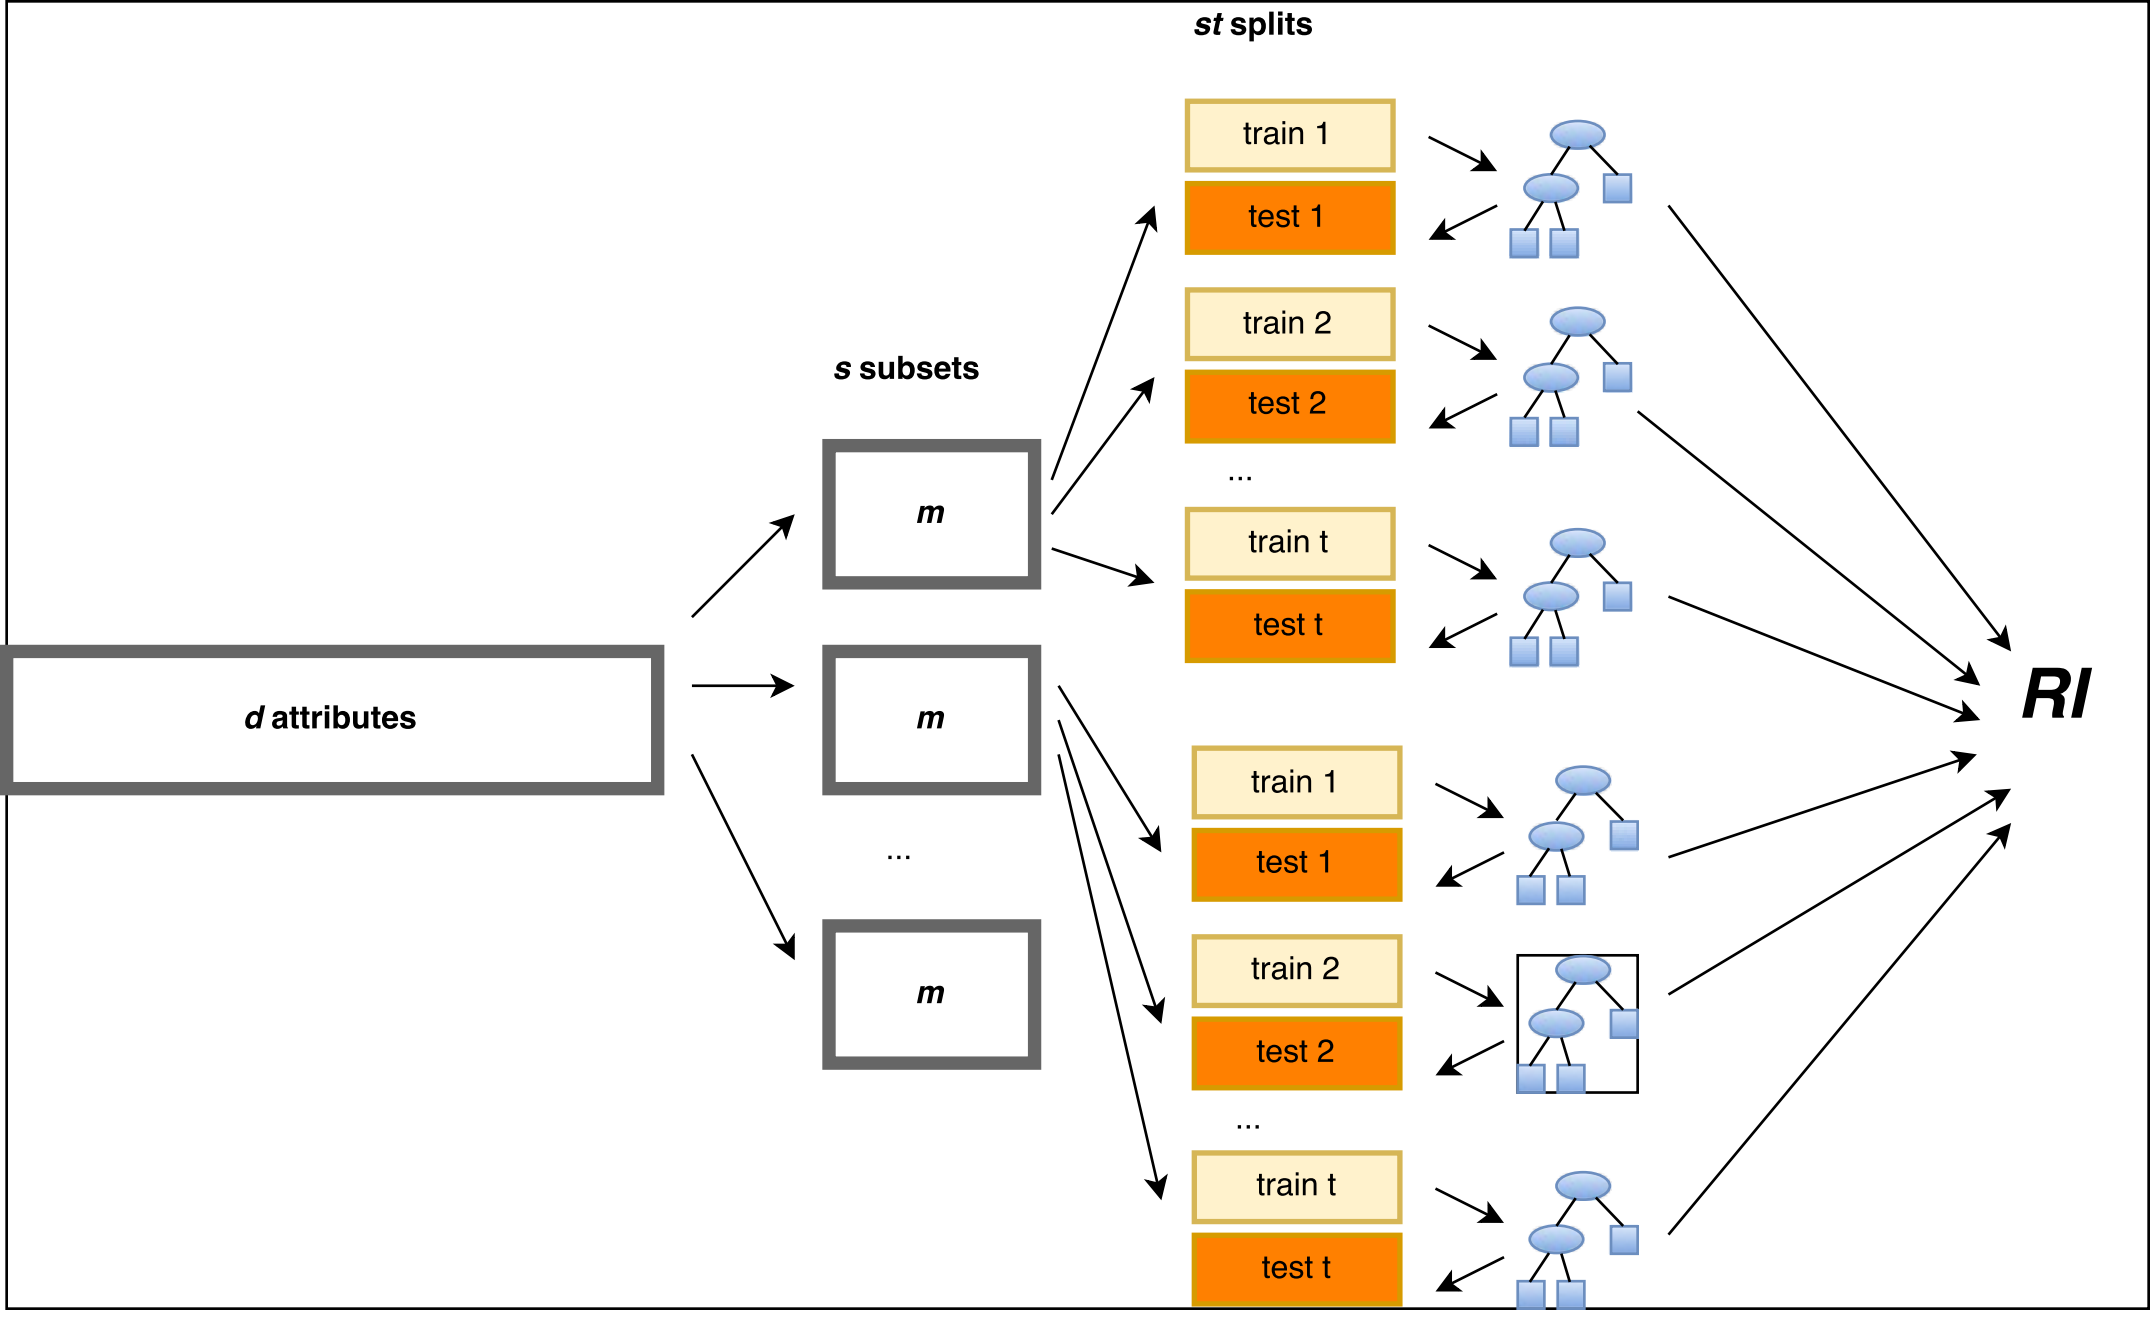 st splits
train 1
test 1
train 2
test 2
...
train t
test t
s subsets
m
d attributes
m
...
m
train 1
test 1
train 2
test 2
...
train t
test t
RI